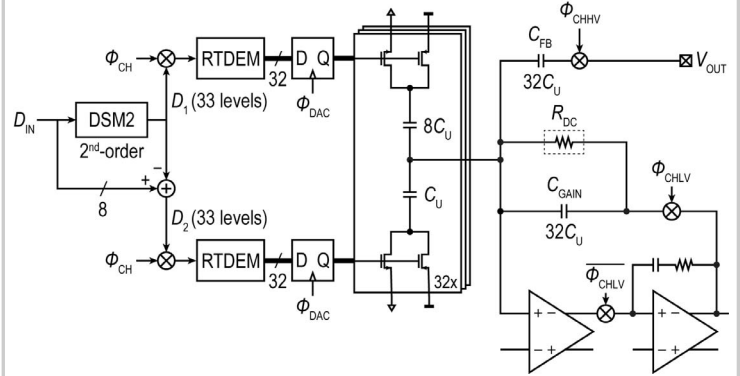 Φ_CH
RTDEM
32
D Q
Φ_DAC
D_1 (33 levels)
D_IN
DSM2
2nd-order
8
−
+
+
D_2 (33 levels)
Φ_CH
RTDEM
32
D Q
Φ_DAC
8C_U
C_U
32x
Φ_CHHV
C_FB
32C_U
V_OUT
R_DC
C_GAIN
32C_U
Φ_CHLV
Φ_CHLV
+ −
− +
+ −
− +